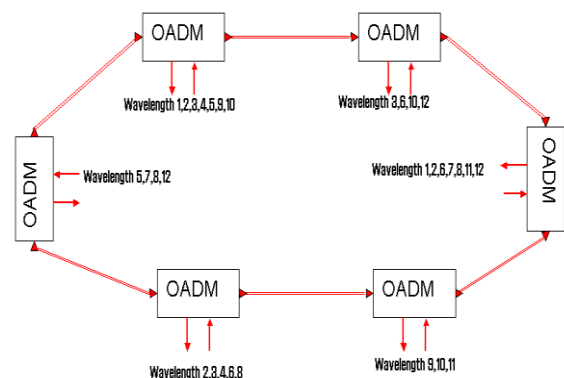 OADM
OADM
Wavelength 1,2,3,4,5,9,10
Wavelength 3,6,10,12
OADM
Wavelength 5,7,8,12
Wavelength 1,2,6,7,8,11,12
OADM
OADM
OADM
Wavelength 2,3,4,6,8
Wavelength 9,10,11